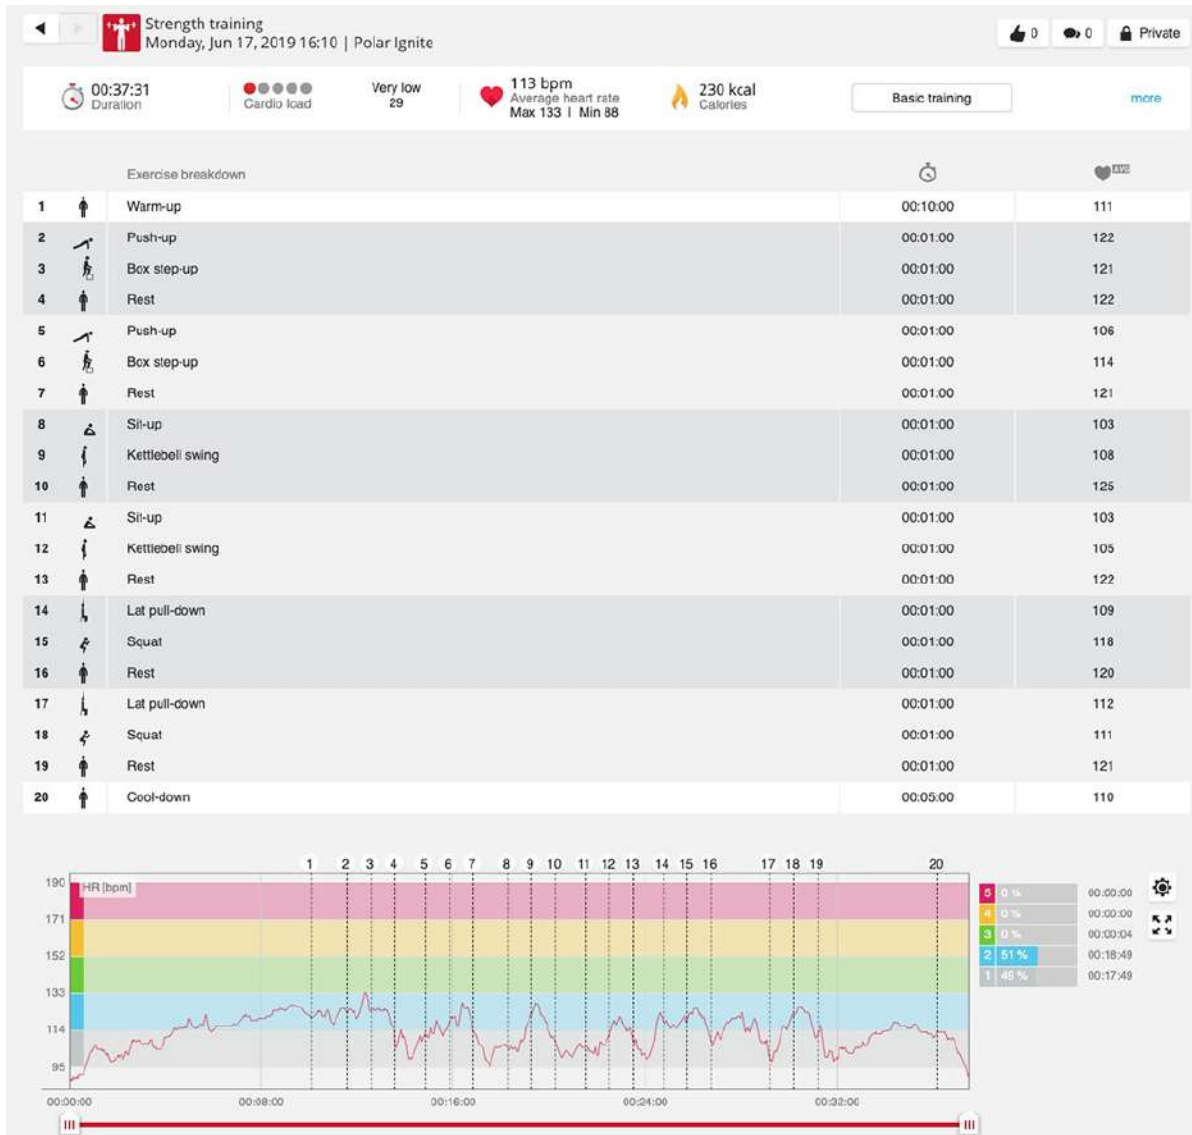 Strength training
Monday, Jun 17, 2019 16:10 | Polar Ignite
0
0
Private
00:37:31
Duration
Cardio load
Very low
29
113 bpm
Average heart rate
Max 133 | Min 88
230 kcal
Calories
Basic training
more
Exercise breakdown
AVG
1 Warm-up 00:10:00 111
2 Push-up 00:01:00 122
3 Box step-up 00:01:00 121
4 Rest 00:01:00 122
5 Push-up 00:01:00 106
6 Box step-up 00:01:00 114
7 Rest 00:01:00 121
8 Sit-up 00:01:00 103
9 Kettlebell swing 00:01:00 108
10 Rest 00:01:00 125
11 Sit-up 00:01:00 103
12 Kettlebell swing 00:01:00 105
13 Rest 00:01:00 122
14 Lat pull-down 00:01:00 109
15 Squat 00:01:00 118
16 Rest 00:01:00 120
17 Lat pull-down 00:01:00 112
18 Squat 00:01:00 111
19 Rest 00:01:00 121
20 Cool-down 00:05:00 110
1 2 3 4 5 6 7 8 9 10 11 12 13 14 15 16 17 18 19 20
HR [bpm]
190
171
152
133
114
95
00:00:00 00:08:00 00:16:00 00:24:00 00:32:00
5 0 % 00:00:00
4 0 % 00:00:00
3 0 % 00:00:04
2 51 % 00:18:49
1 00:17:49